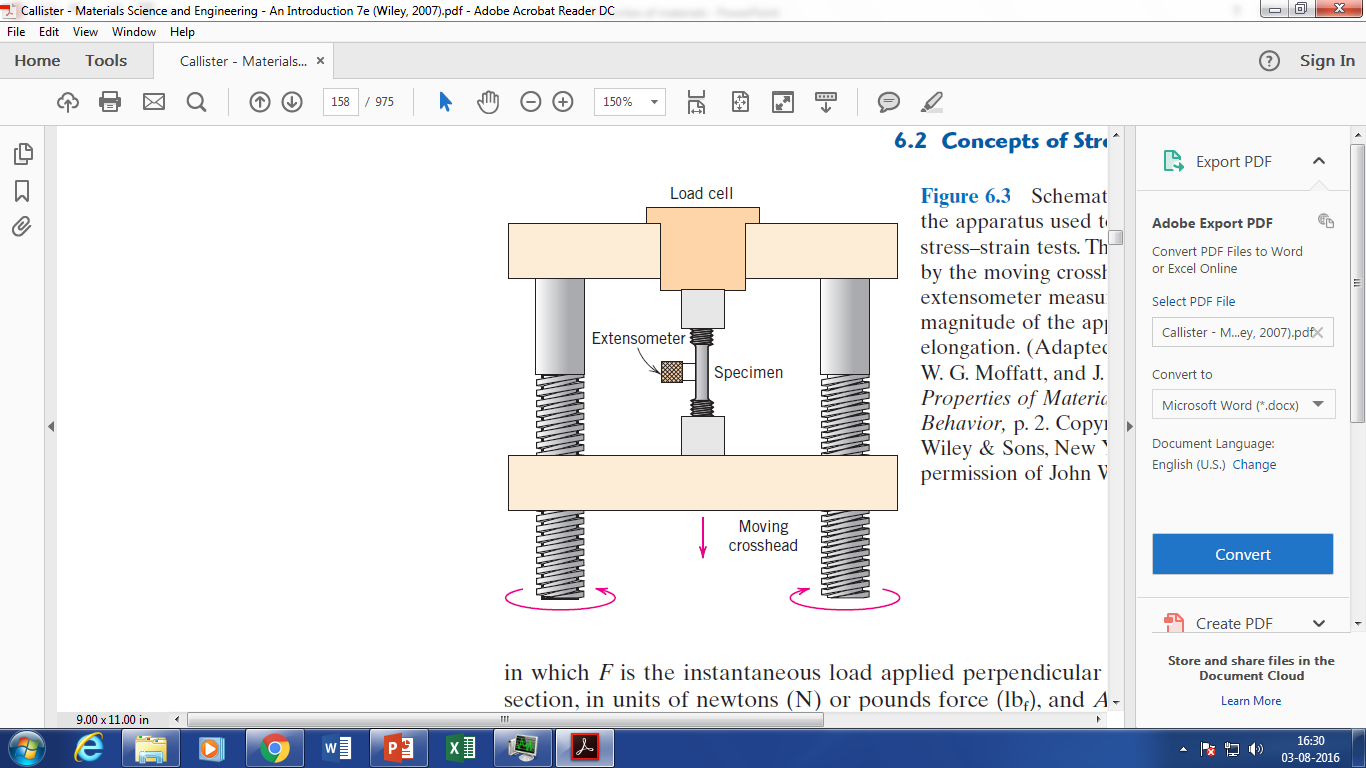 Callister - Materials Science and Engineering - An Introduction 7e (Wiley, 2007).pdf - Adobe Acrobat Reader DC
File Edit View Window Help
Home Tools Callister - Materials... × ? Sign In
158 / 975 150%
6.2 Concepts of Stre
Load cell
Extensometer
Specimen
Moving
crosshead
Figure 6.3 Schemat
the apparatus used to
stress–strain tests. Th
by the moving crossh
extensometer measu
magnitude of the app
elongation. (Adapted
W. G. Moffatt, and J.
Properties of Materia
Behavior, p. 2. Copyr
Wiley & Sons, New Y
permission of John W
in which F is the instantaneous load applied perpendicular
section, in units of newtons (N) or pounds force (lbf), and A
9.00 x 11.00 in
Export PDF
Adobe Export PDF
Convert PDF Files to Word
or Excel Online
Select PDF File
Callister - M...ey, 2007).pdf ×
Convert to
Microsoft Word (*.docx)
Document Language:
English (U.S.) Change
Convert
Create PDF
Store and share files in the
Document Cloud
Learn More
16:30
03-08-2016